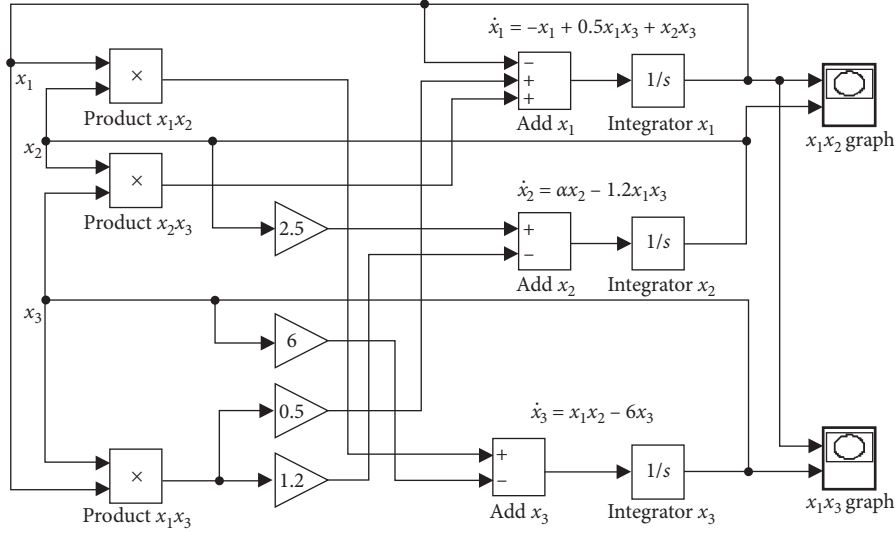 ẋ₁ = −x₁ + 0.5x₁x₃ + x₂x₃
x₁
×
Product x₁x₂
−
+
+
Add x₁
1/s
Integrator x₁
x₁x₂ graph
x₂
×
Product x₂x₃
2.5
ẋ₂ = αx₂ − 1.2x₁x₃
+
−
Add x₂
1/s
Integrator x₂
x₃
6
0.5
ẋ₃ = x₁x₂ − 6x₃
×
Product x₁x₃
1.2
+
−
Add x₃
1/s
Integrator x₃
x₁x₃ graph